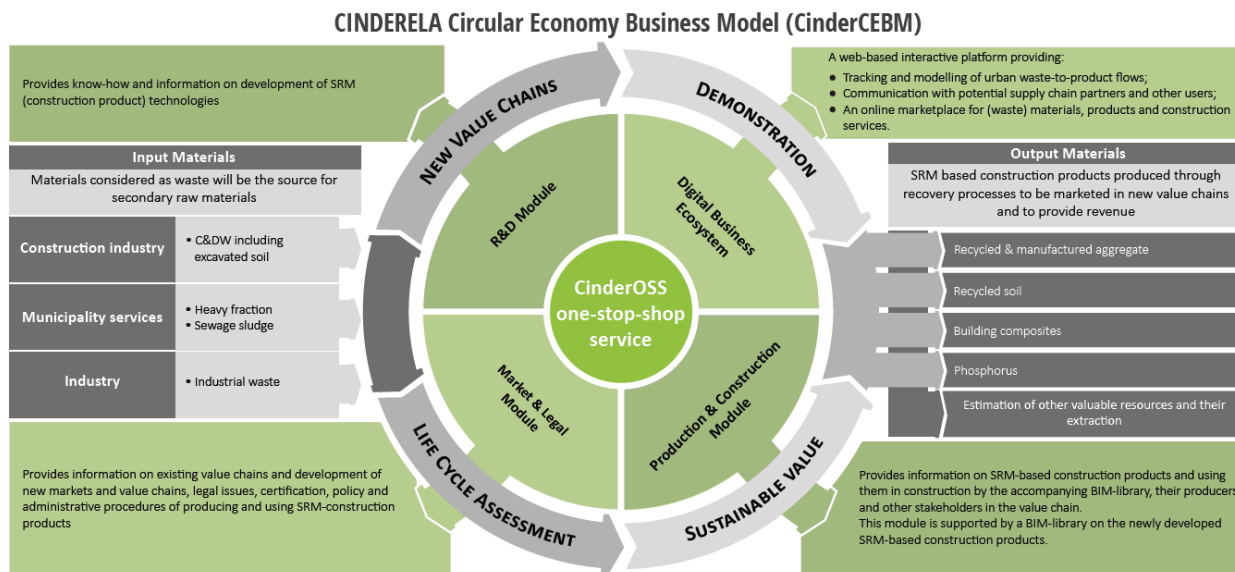 CINDERELA Circular Economy Business Model (CinderCEBM)
Provides know-how and information on development of SRM
(construction product) technologies
A web-based interactive platform providing:
● Tracking and modelling of urban waste-to-product flows;
● Communication with potential supply chain partners and other users;
● An online marketplace for (waste) materials, products and construction
services.
Input Materials
Materials considered as waste will be the source for
secondary raw materials
Construction industry
• C&DW including
excavated soil
Municipality services
• Heavy fraction
• Sewage sludge
Industry
• Industrial waste
NEW VALUE CHAINS
DEMONSTRATION
LIFE CYCLE ASSESSMENT
SUSTAINABLE VALUE
R&D Module
Digital Business
Ecosystem
CinderOSS
one-stop-shop
service
Market & Legal
Module
Production & Construction
Module
Output Materials
SRM based construction products produced through
recovery processes to be marketed in new value chains
and to provide revenue
Recycled & manufactured aggregate
Recycled soil
Building composites
Phosphorus
Estimation of other valuable resources and their
extraction
Provides information on existing value chains and development of
new markets and value chains, legal issues, certification, policy and
administrative procedures of producing and using SRM-construction
products
Provides information on SRM-based construction products and using
them in construction by the accompanying BIM-library, their producers
and other stakeholders in the value chain.
This module is supported by a BIM-library on the newly developed
SRM-based construction products.